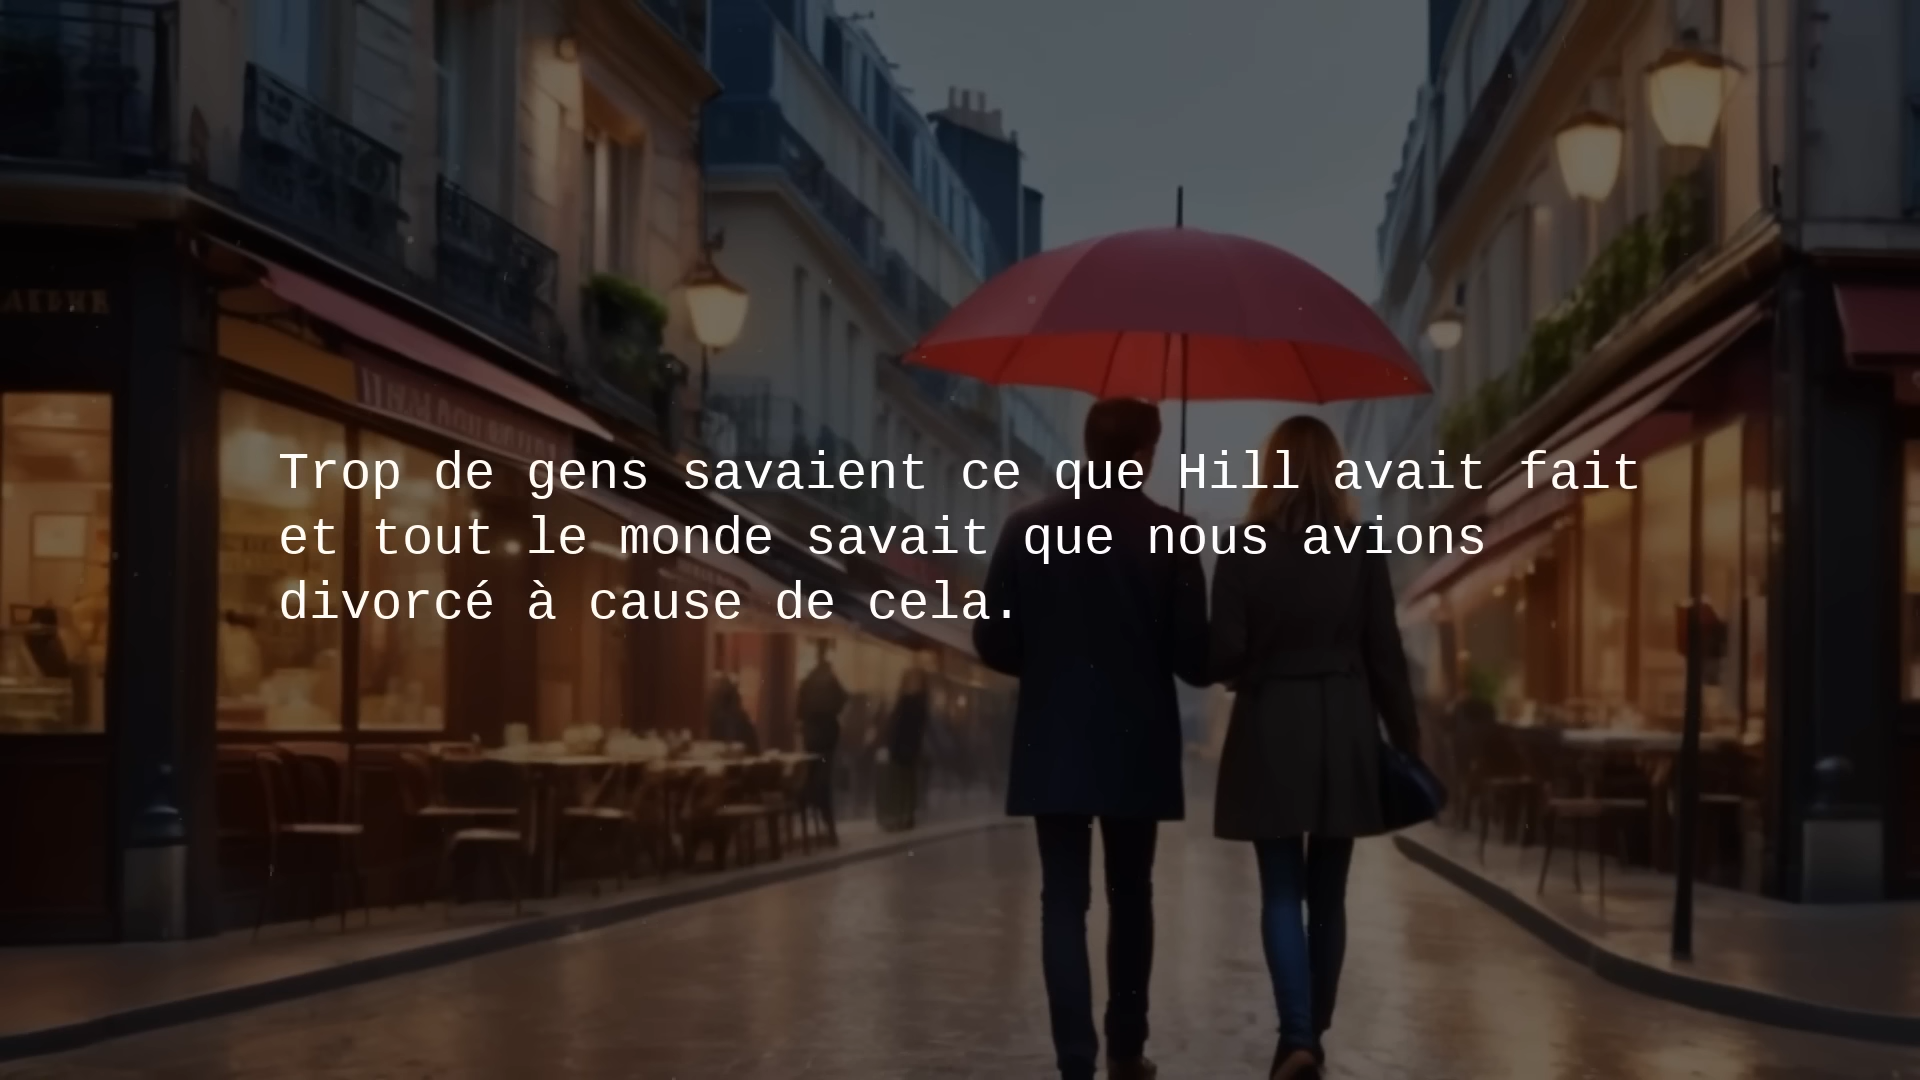 Trop de gens savaient ce que Hill avait fait
et tout le monde savait que nous avions
divorcé à cause de cela.